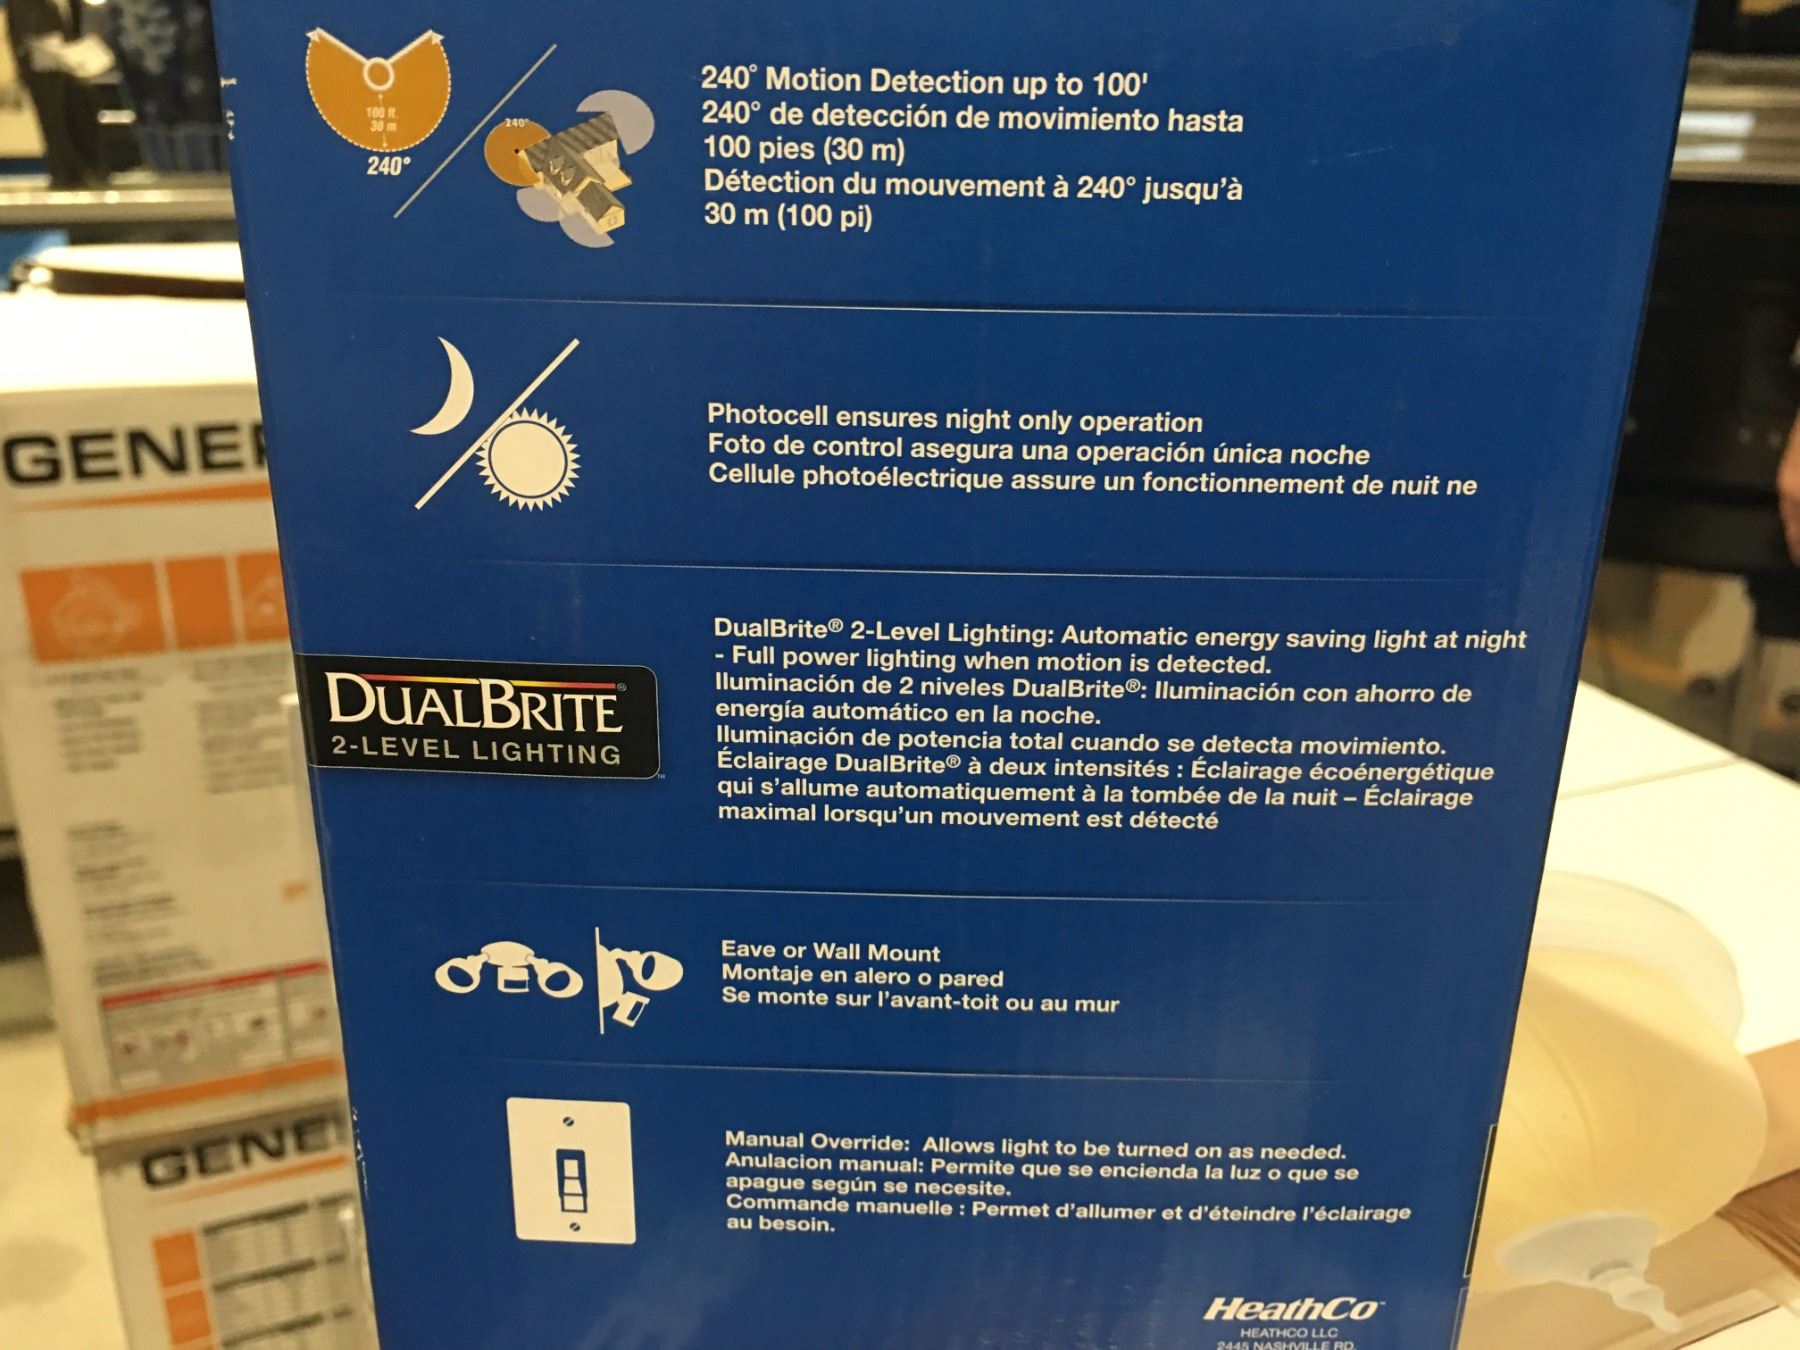 100 ft.
30 m
240°
240°
240° Motion Detection up to 100'
240° de detección de movimiento hasta
100 pies (30 m)
Détection du mouvement à 240° jusqu'à
30 m (100 pi)
Photocell ensures night only operation
Foto de control asegura una operación única noche
Cellule photoélectrique assure un fonctionnement de nuit ne
DUALBRITE®
2-LEVEL LIGHTING™
DualBrite® 2-Level Lighting: Automatic energy saving light at night
- Full power lighting when motion is detected.
Iluminación de 2 niveles DualBrite®: Iluminación con ahorro de
energía automático en la noche.
Iluminación de potencia total cuando se detecta movimiento.
Éclairage DualBrite® à deux intensités : Éclairage écoénergétique
qui s'allume automatiquement à la tombée de la nuit – Éclairage
maximal lorsqu'un mouvement est détecté
Eave or Wall Mount
Montaje en alero o pared
Se monte sur l'avant-toit ou au mur
Manual Override: Allows light to be turned on as needed.
Anulacion manual: Permite que se encienda la luz o que se
apague según se necesite.
Commande manuelle : Permet d'allumer et d'éteindre l'éclairage
au besoin.
HeathCo™
HEATHCO LLC
2445 NASHVILLE RD.
GENE
GENE